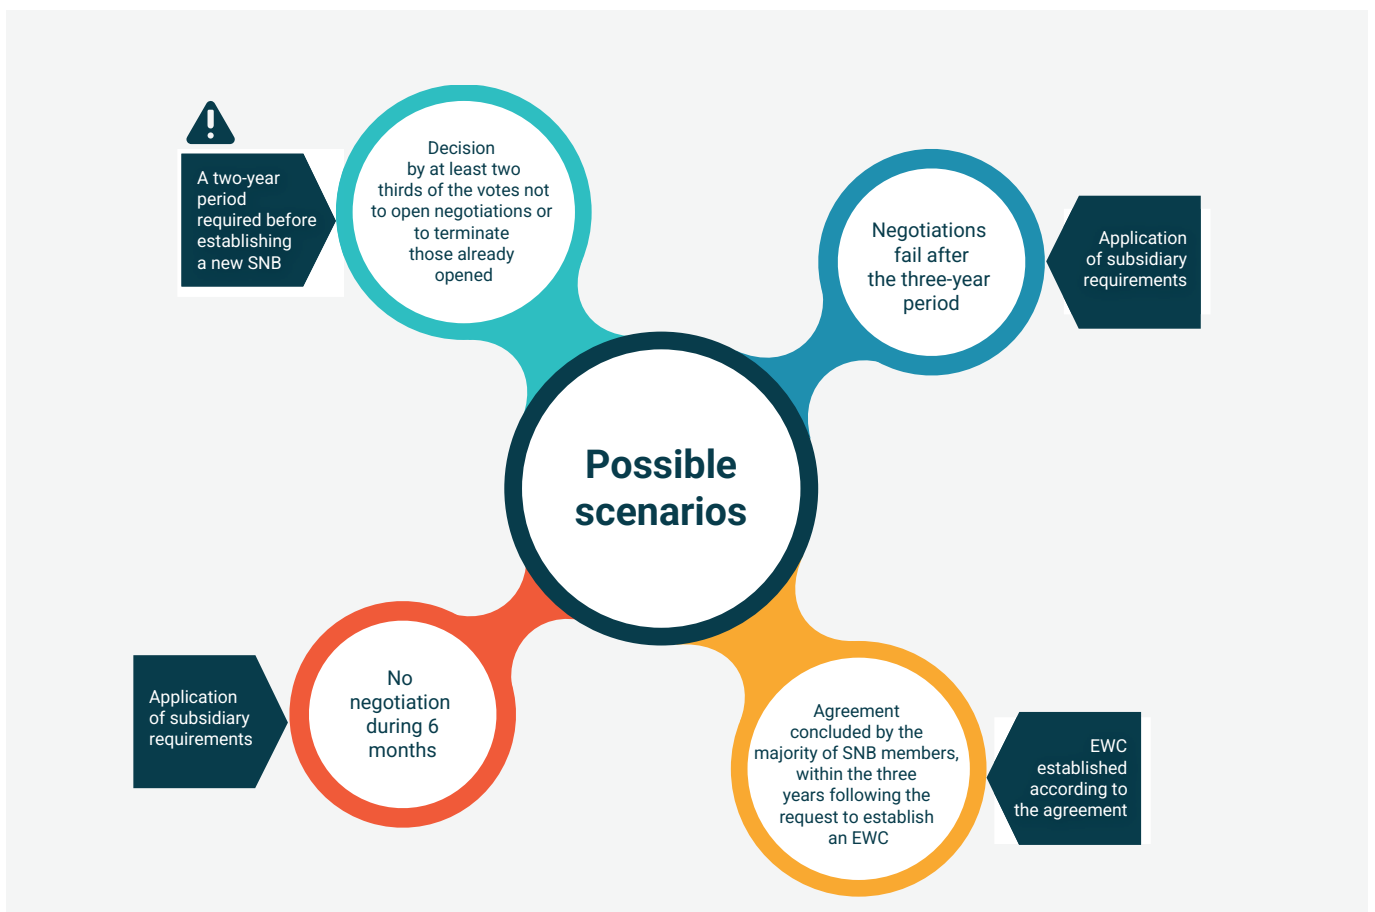 A two-year
period
required before
establishing
a new SNB
Decision
by at least two
thirds of the votes not
to open negotiations or
to terminate
those already
opened
Negotiations
fail after
the three-year
period
Application
of subsidiary
requirements
Possible
scenarios
Application
of subsidiary
requirements
No
negotiation
during 6
months
Agreement
concluded by the
majority of SNB members,
within the three
years following the
request to establish
an EWC
EWC
established
according to
the agreement